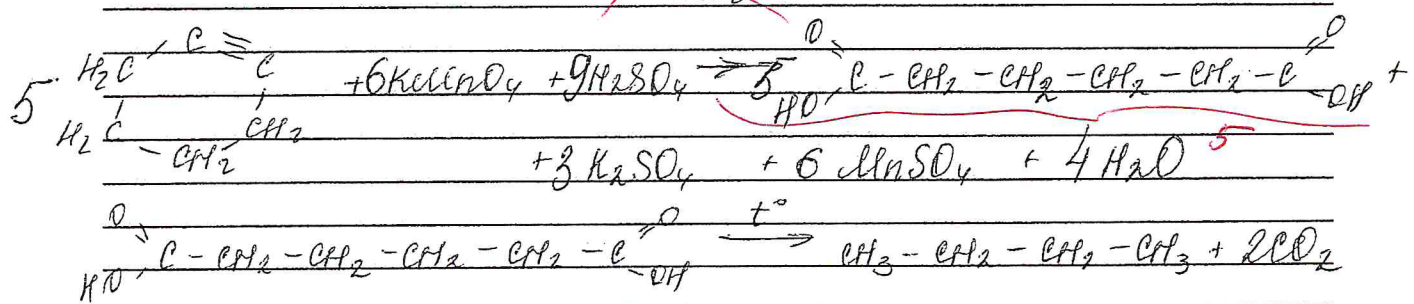 5 H₂C – C ≡ C – CH₂ – CH₂ – H₂C + 6KMnO₄ + 9H₂SO₄ → 5 HO–C(=O) – CH₂ – CH₂ – CH₂ – CH₂ – C(=O)–OH +
+ 3 K₂SO₄ + 6 MnSO₄ + 4 H₂O 5
HO–C(=O) – CH₂ – CH₂ – CH₂ – CH₂ – C(=O)–OH t° → CH₃ – CH₂ – CH₂ – CH₃ + 2CO₂